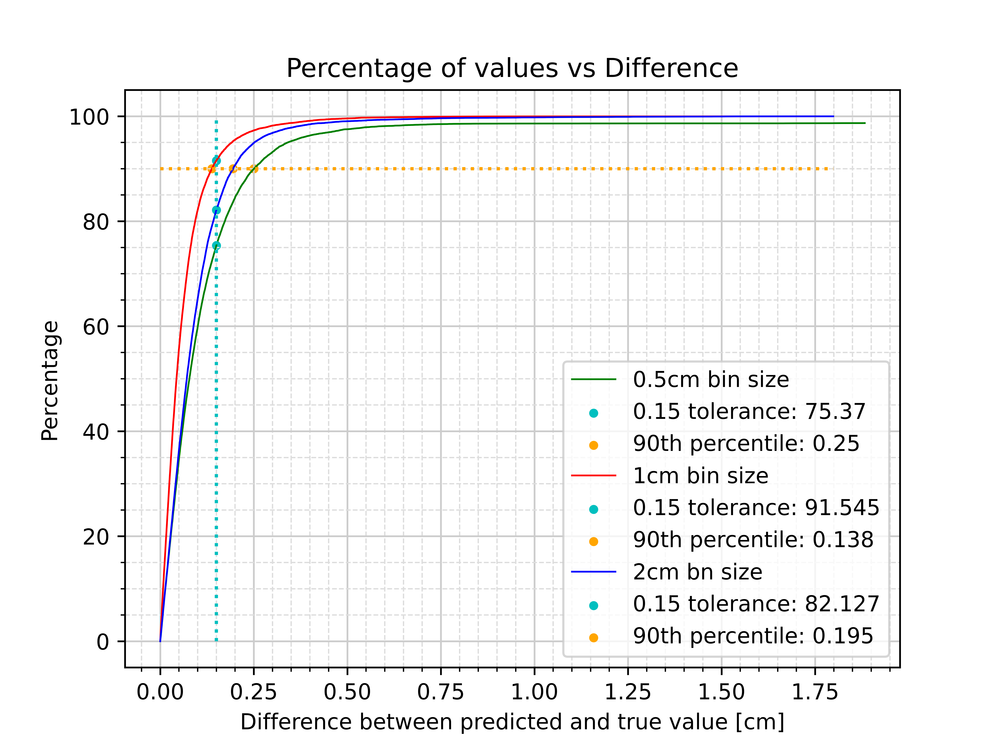 Percentage of values vs Difference
100
80
60
40
20
0
Percentage
0.5cm bin size
0.15 tolerance: 75.37
90th percentile: 0.25
1cm bin size
0.15 tolerance: 91.545
90th percentile: 0.138
2cm bn size
0.15 tolerance: 82.127
90th percentile: 0.195
0.00 0.25 0.50 0.75 1.00 1.25 1.50 1.75
Difference between predicted and true value [cm]